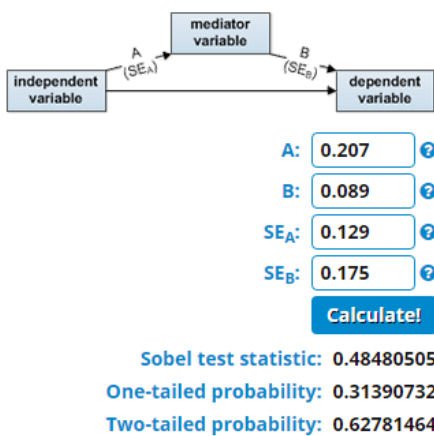 mediator
variable
A
(SEA)
B
(SEB)
independent
variable
dependent
variable
A: 0.207 ?
B: 0.089 ?
SEA: 0.129 ?
SEB: 0.175 ?
Calculate!
Sobel test statistic: 0.48480505
One-tailed probability: 0.31390732
Two-tailed probability: 0.62781464